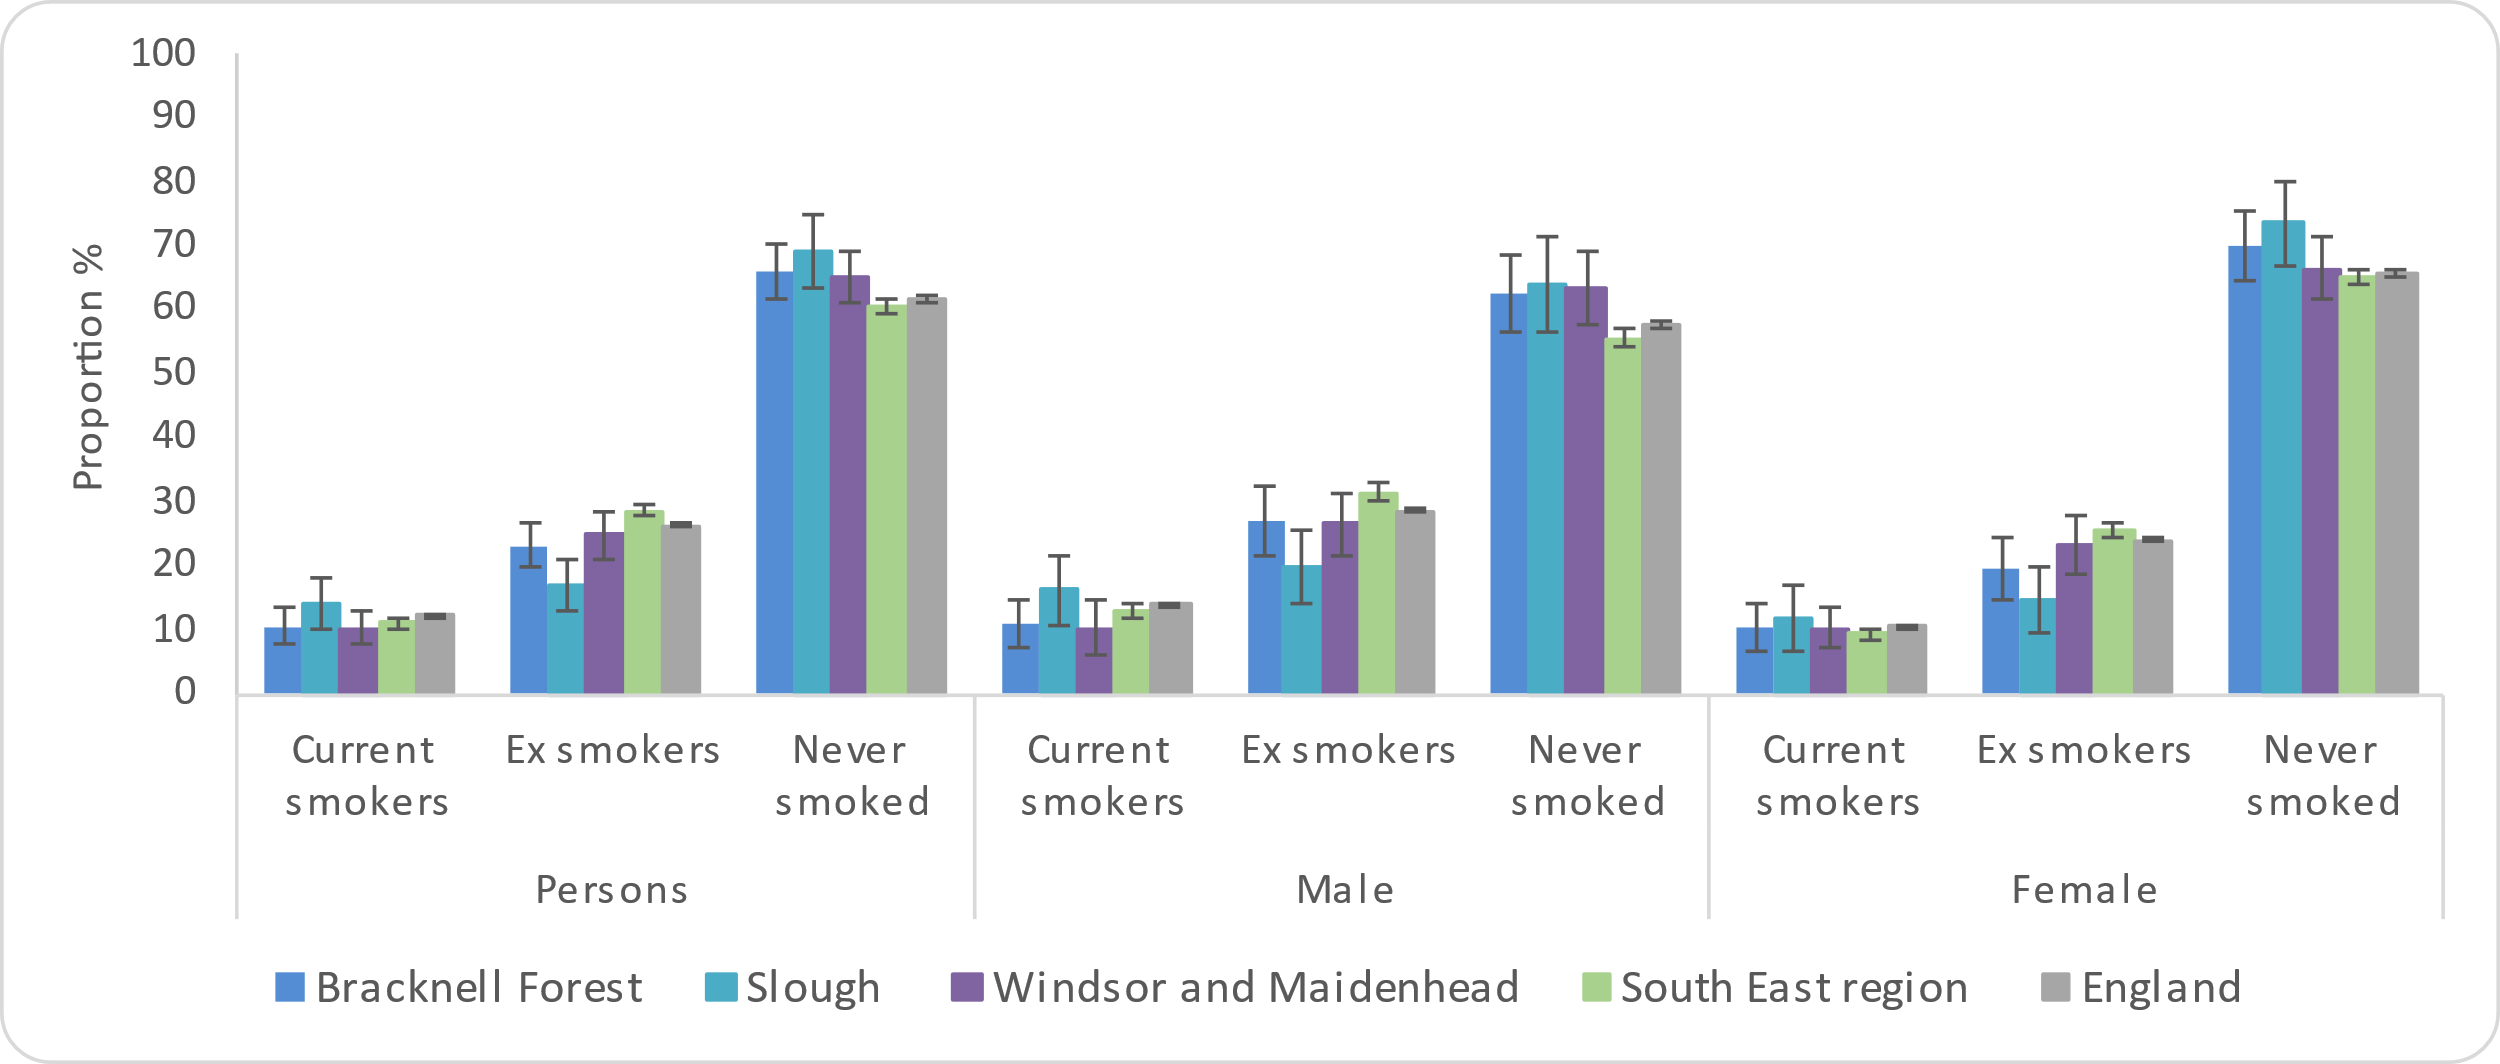 100
90
80
70
60
50
40
30
20
10
0
Proportion %
Current smokers
Ex smokers
Never smoked
Current smokers
Ex smokers
Never smoked
Current smokers
Ex smokers
Never smoked
Persons
Male
Female
Bracknell Forest
Slough
Windsor and Maidenhead
South East region
England